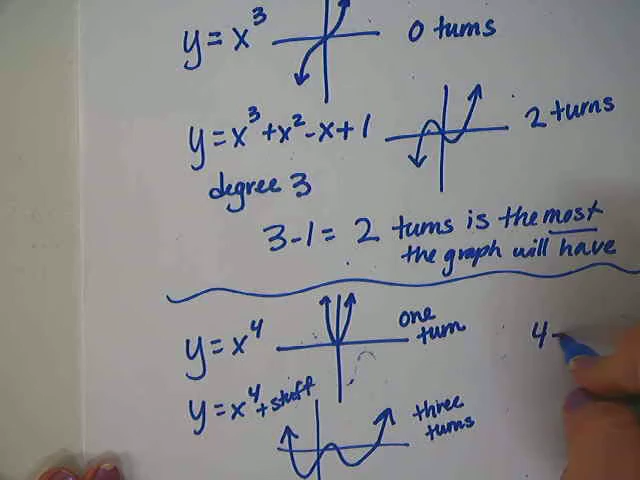 y = x³ 0 turns
y = x³ + x² - x + 1 2 turns
degree 3
3 - 1 = 2 turns is the most
the graph will have
y = x⁴ one turn
4 -
y = x⁴ + stuff three turns